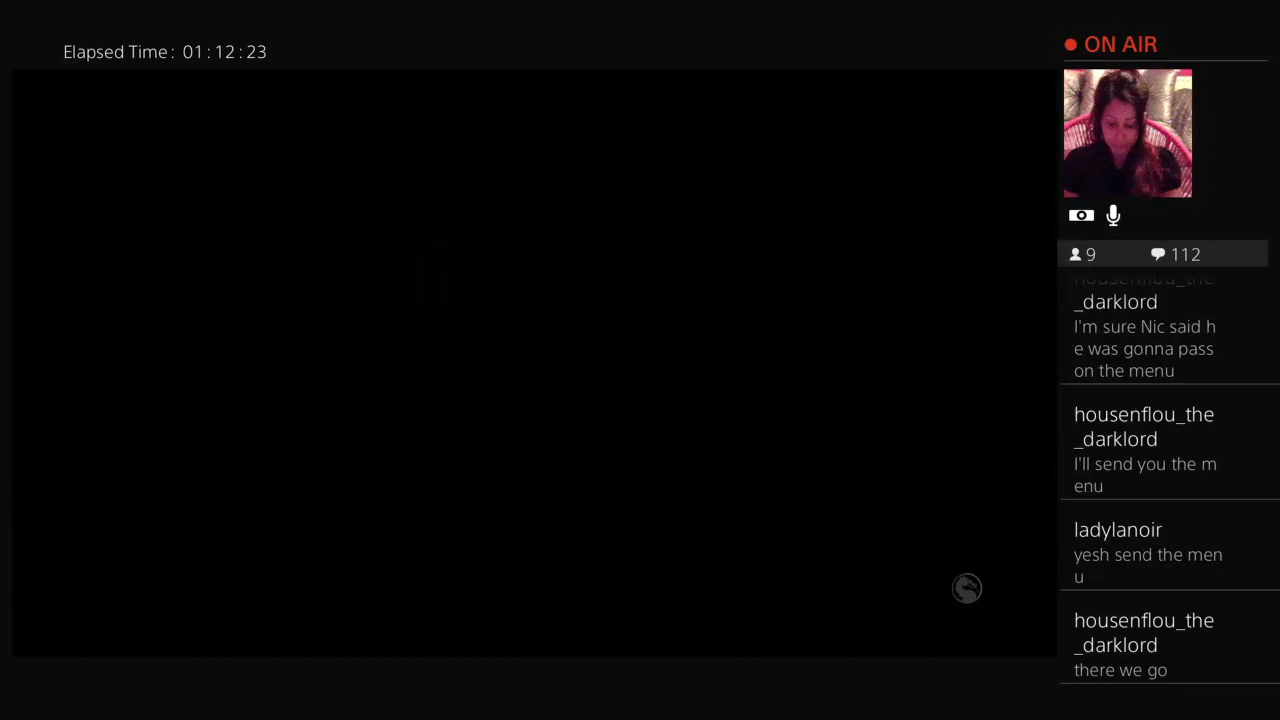 Elapsed Time: 01:12:23
ON AIR
9 112
housenflou_the
_darklord
I'm sure Nic said h
e was gonna pass
on the menu
housenflou_the
_darklord
I'll send you the m
enu
ladylanoir
yesh send the men
u
housenflou_the
_darklord
there we go